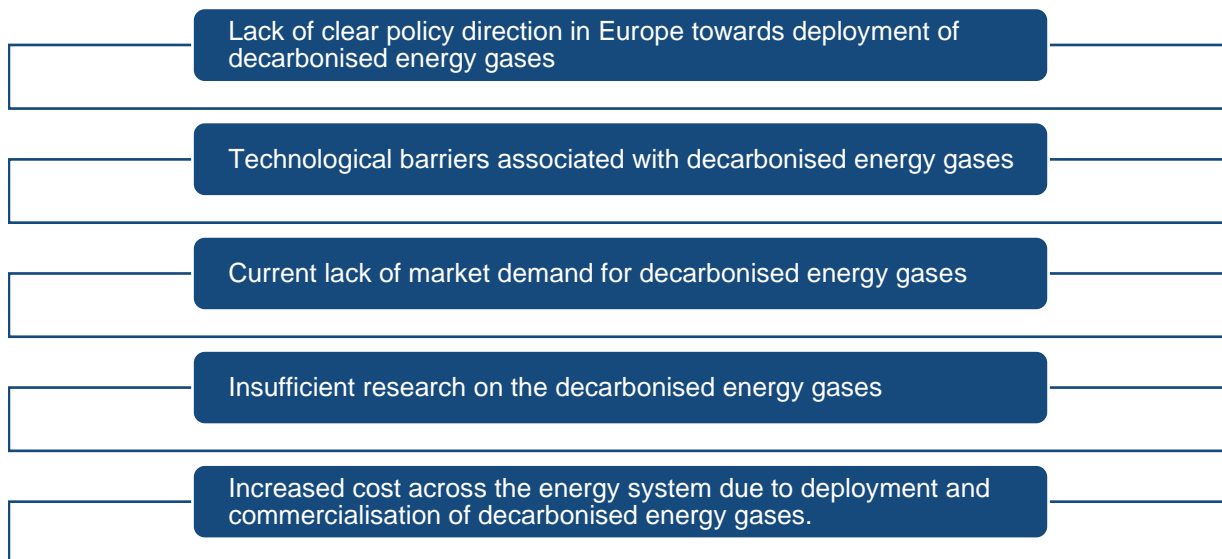 Lack of clear policy direction in Europe towards deployment of
decarbonised energy gases
Technological barriers associated with decarbonised energy gases
Current lack of market demand for decarbonised energy gases
Insufficient research on the decarbonised energy gases
Increased cost across the energy system due to deployment and
commercialisation of decarbonised energy gases.